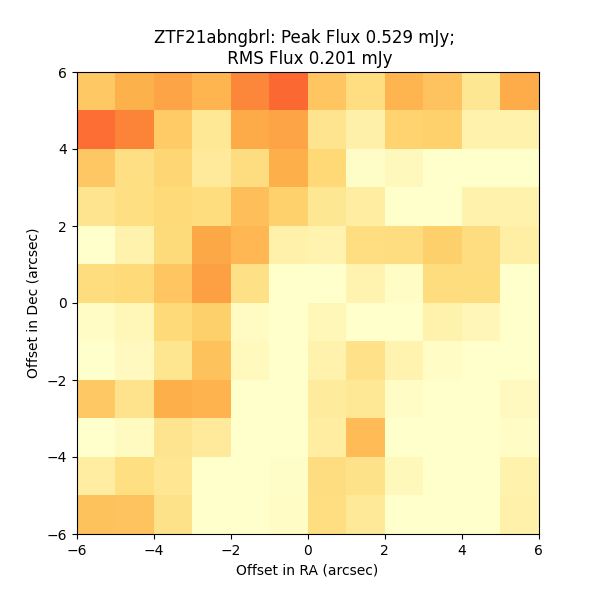 ZTF21abngbrl: Peak Flux 0.529 mJy;
RMS Flux 0.201 mJy
6
4
2
0
−2
−4
−6
Offset in Dec (arcsec)
−6 −4 −2 0 2 4 6
Offset in RA (arcsec)